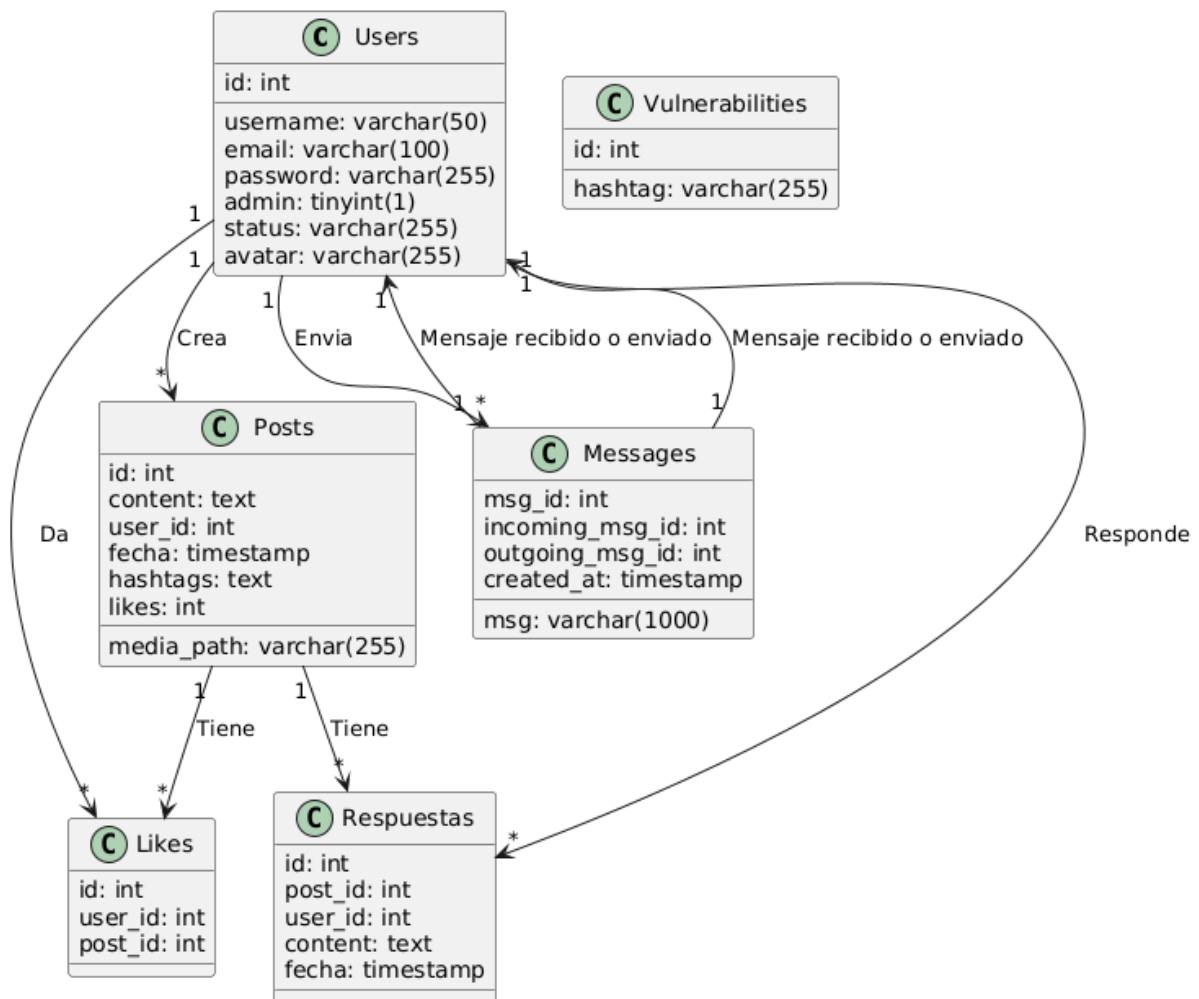 C Users
id: int
username: varchar(50)
email: varchar(100)
password: varchar(255)
admin: tinyint(1)
status: varchar(255)
avatar: varchar(255)
C Vulnerabilities
id: int
hashtag: varchar(255)
1
1
1
1
1
1
Crea
Envia
Mensaje recibido o enviado
Mensaje recibido o enviado
*
1
*
1
C Posts
id: int
content: text
user_id: int
fecha: timestamp
hashtags: text
likes: int
media_path: varchar(255)
C Messages
msg_id: int
incoming_msg_id: int
outgoing_msg_id: int
created_at: timestamp
msg: varchar(1000)
Da
Responde
1
1
Tiene
Tiene
*
*
*
*
C Likes
id: int
user_id: int
post_id: int
C Respuestas
id: int
post_id: int
user_id: int
content: text
fecha: timestamp